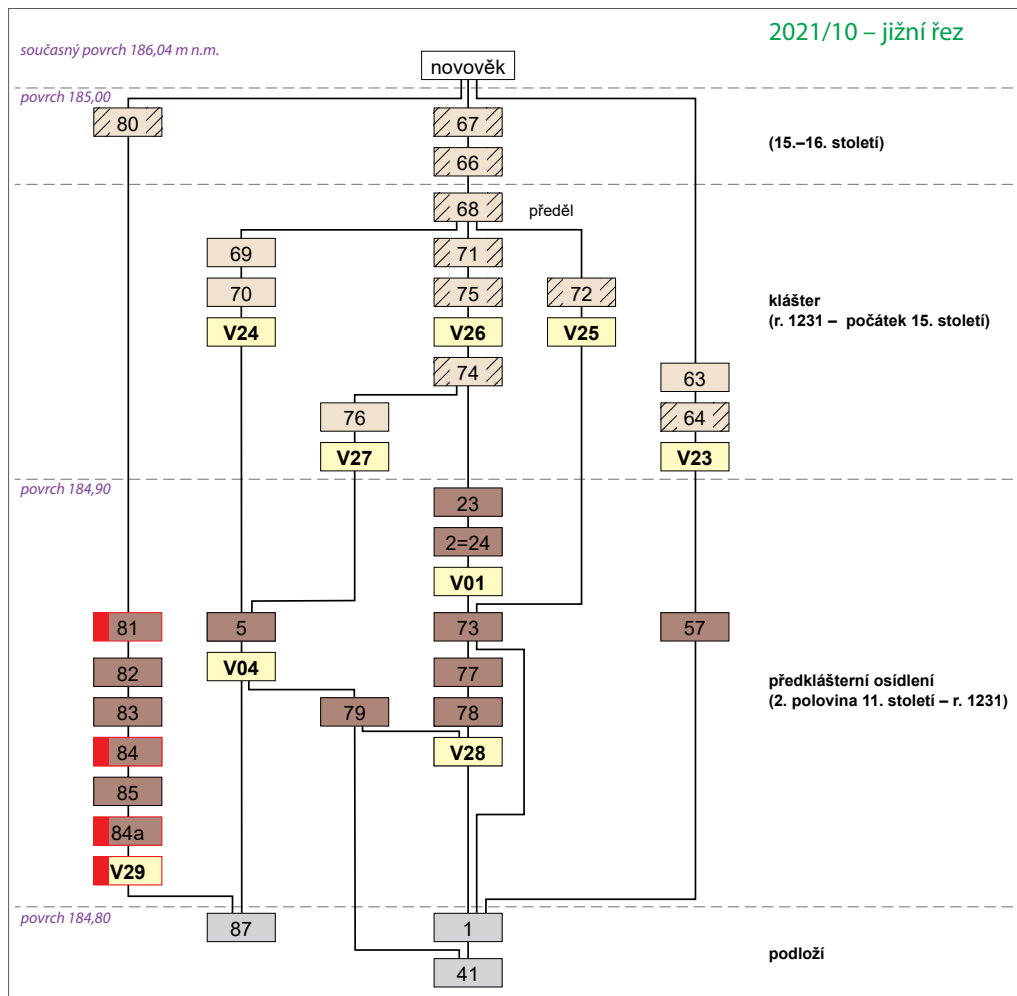 2021/10 – jižní řez
současný povrch 186,04 m n.m.
novověk
povrch 185,00
80
67
(15.–16. století)
66
68
předěl
69
71
70
75
72
klášter
(r. 1231 – počátek 15. století)
V24
V26
V25
74
63
76
64
V27
V23
povrch 184,90
23
2=24
V01
81
5
73
57
V04
82
77
předklášterní osídlení
(2. polovina 11. století – r. 1231)
83
79
78
84
V28
85
84a
V29
povrch 184,80
87
1
podloží
41